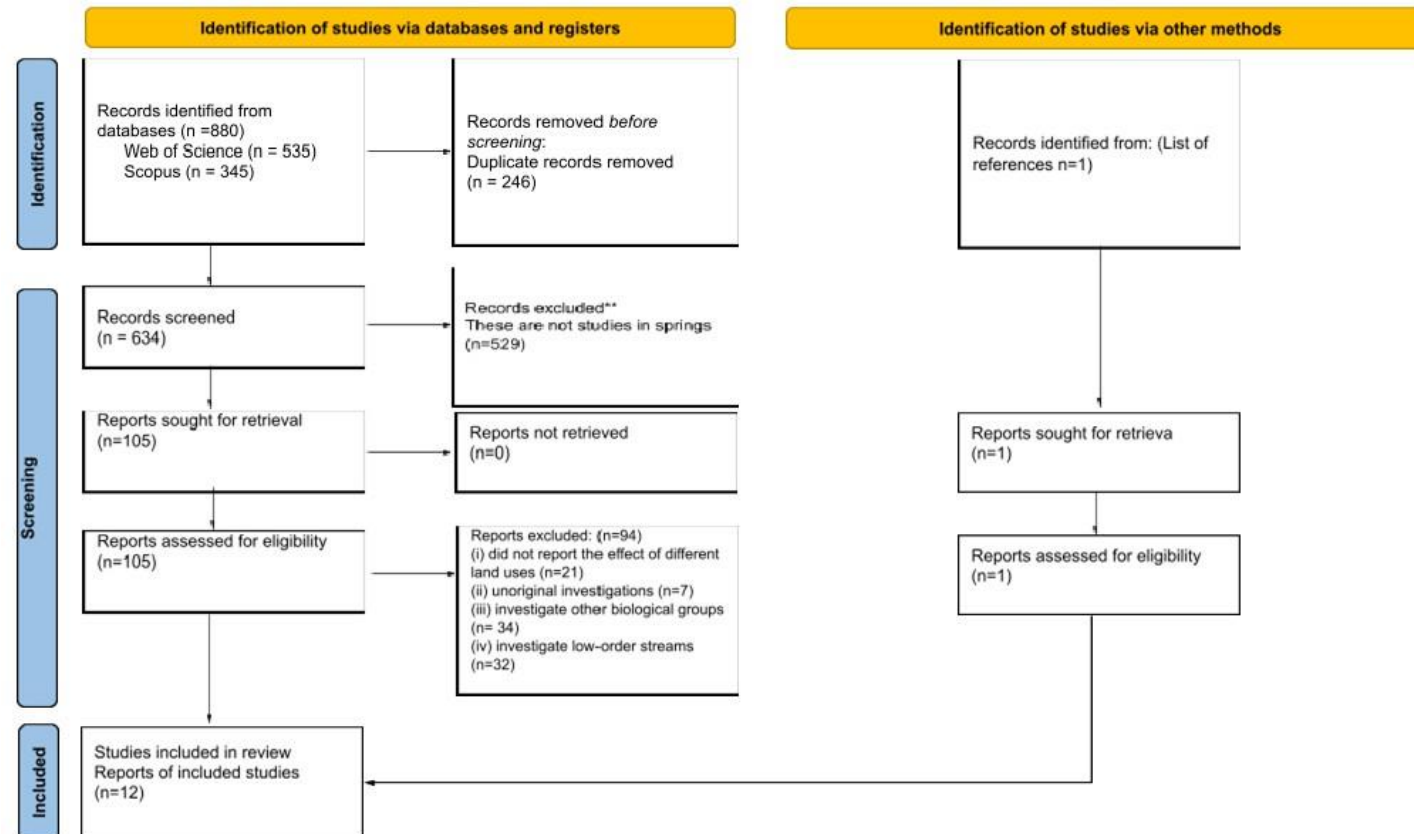 Identification of studies via databases and registers
Identification of studies via other methods
Identification
Records identified from
databases (n =880)
Web of Science (n = 535)
Scopus (n = 345)
Records removed before
screening:
Duplicate records removed
(n = 246)
Records identified from: (List of
references n=1)
Screening
Records screened
(n = 634)
Records excluded**
These are not studies in springs
(n=529)
Reports sought for retrieval
(n=105)
Reports not retrieved
(n=0)
Reports sought for retrieva
(n=1)
Reports assessed for eligibility
(n=105)
Reports excluded: (n=94)
(i) did not report the effect of different
land uses (n=21)
(ii) unoriginal investigations (n=7)
(iii) investigate other biological groups
(n= 34)
(iv) investigate low-order streams
(n=32)
Reports assessed for eligibility
(n=1)
Included
Studies included in review
Reports of included studies
(n=12)